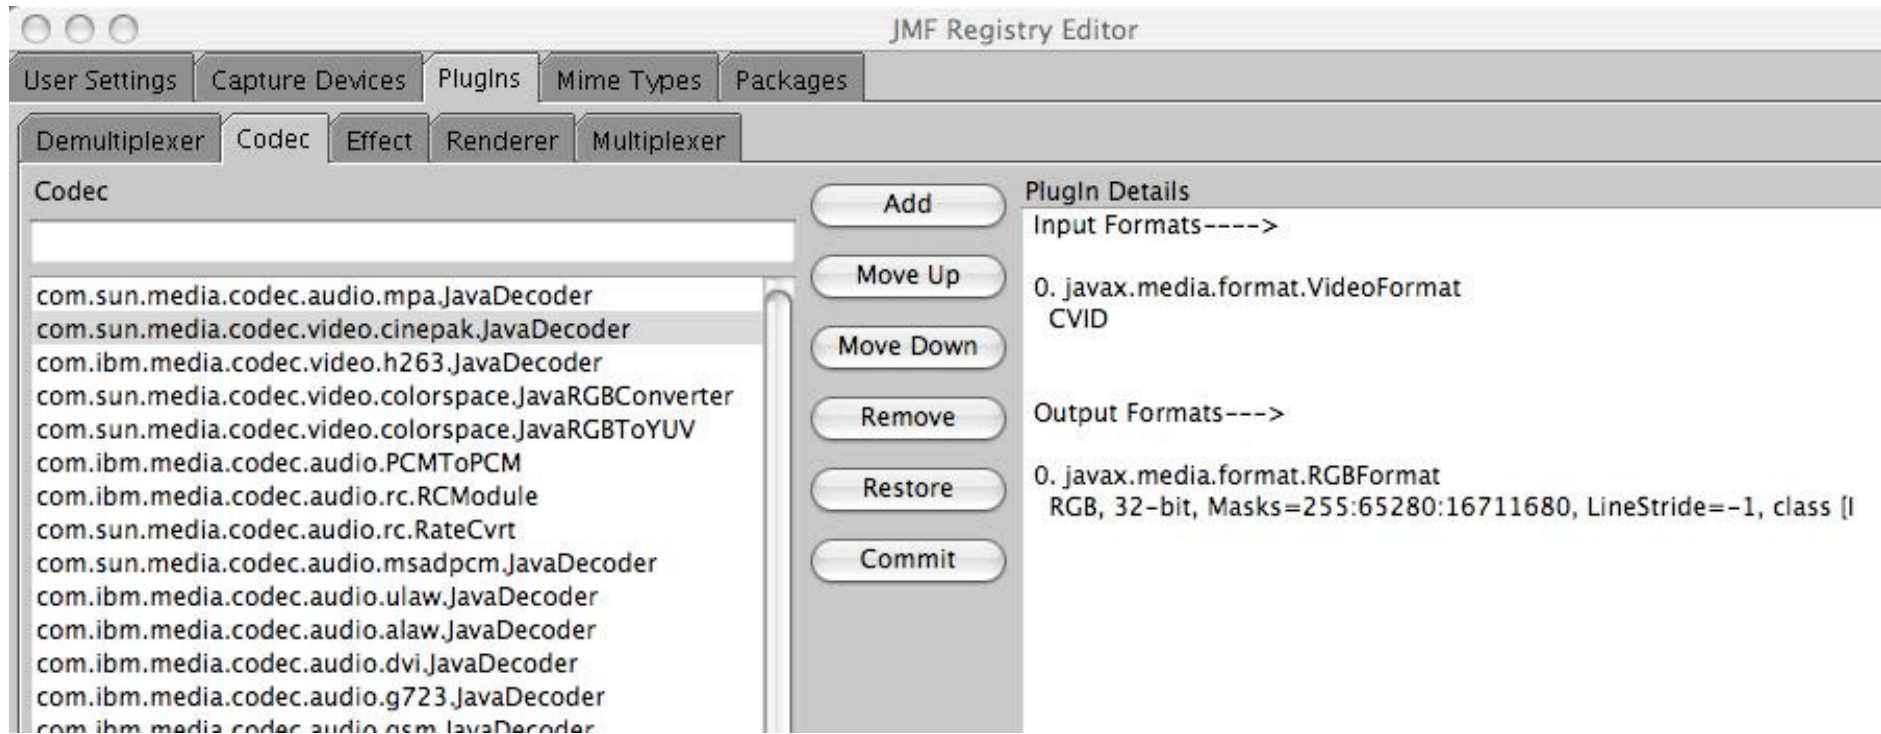 JMF Registry Editor
User Settings Capture Devices PlugIns Mime Types Packages
Demultiplexer Codec Effect Renderer Multiplexer
Codec
com.sun.media.codec.audio.mpa.JavaDecoder
com.sun.media.codec.video.cinepak.JavaDecoder
com.ibm.media.codec.video.h263.JavaDecoder
com.sun.media.codec.video.colorspace.JavaRGBConverter
com.sun.media.codec.video.colorspace.JavaRGBToYUV
com.ibm.media.codec.audio.PCMToPCM
com.ibm.media.codec.audio.rc.RCModule
com.sun.media.codec.audio.rc.RateCvrt
com.sun.media.codec.audio.msadpcm.JavaDecoder
com.ibm.media.codec.audio.ulaw.JavaDecoder
com.ibm.media.codec.audio.alaw.JavaDecoder
com.ibm.media.codec.audio.dvi.JavaDecoder
com.ibm.media.codec.audio.g723.JavaDecoder
com.ibm.media.codec.audio.gsm.JavaDecoder
Add
Move Up
Move Down
Remove
Restore
Commit
PlugIn Details
Input Formats---->
0. javax.media.format.VideoFormat
CVID
Output Formats--->
0. javax.media.format.RGBFormat
RGB, 32-bit, Masks=255:65280:16711680, LineStride=-1, class [I